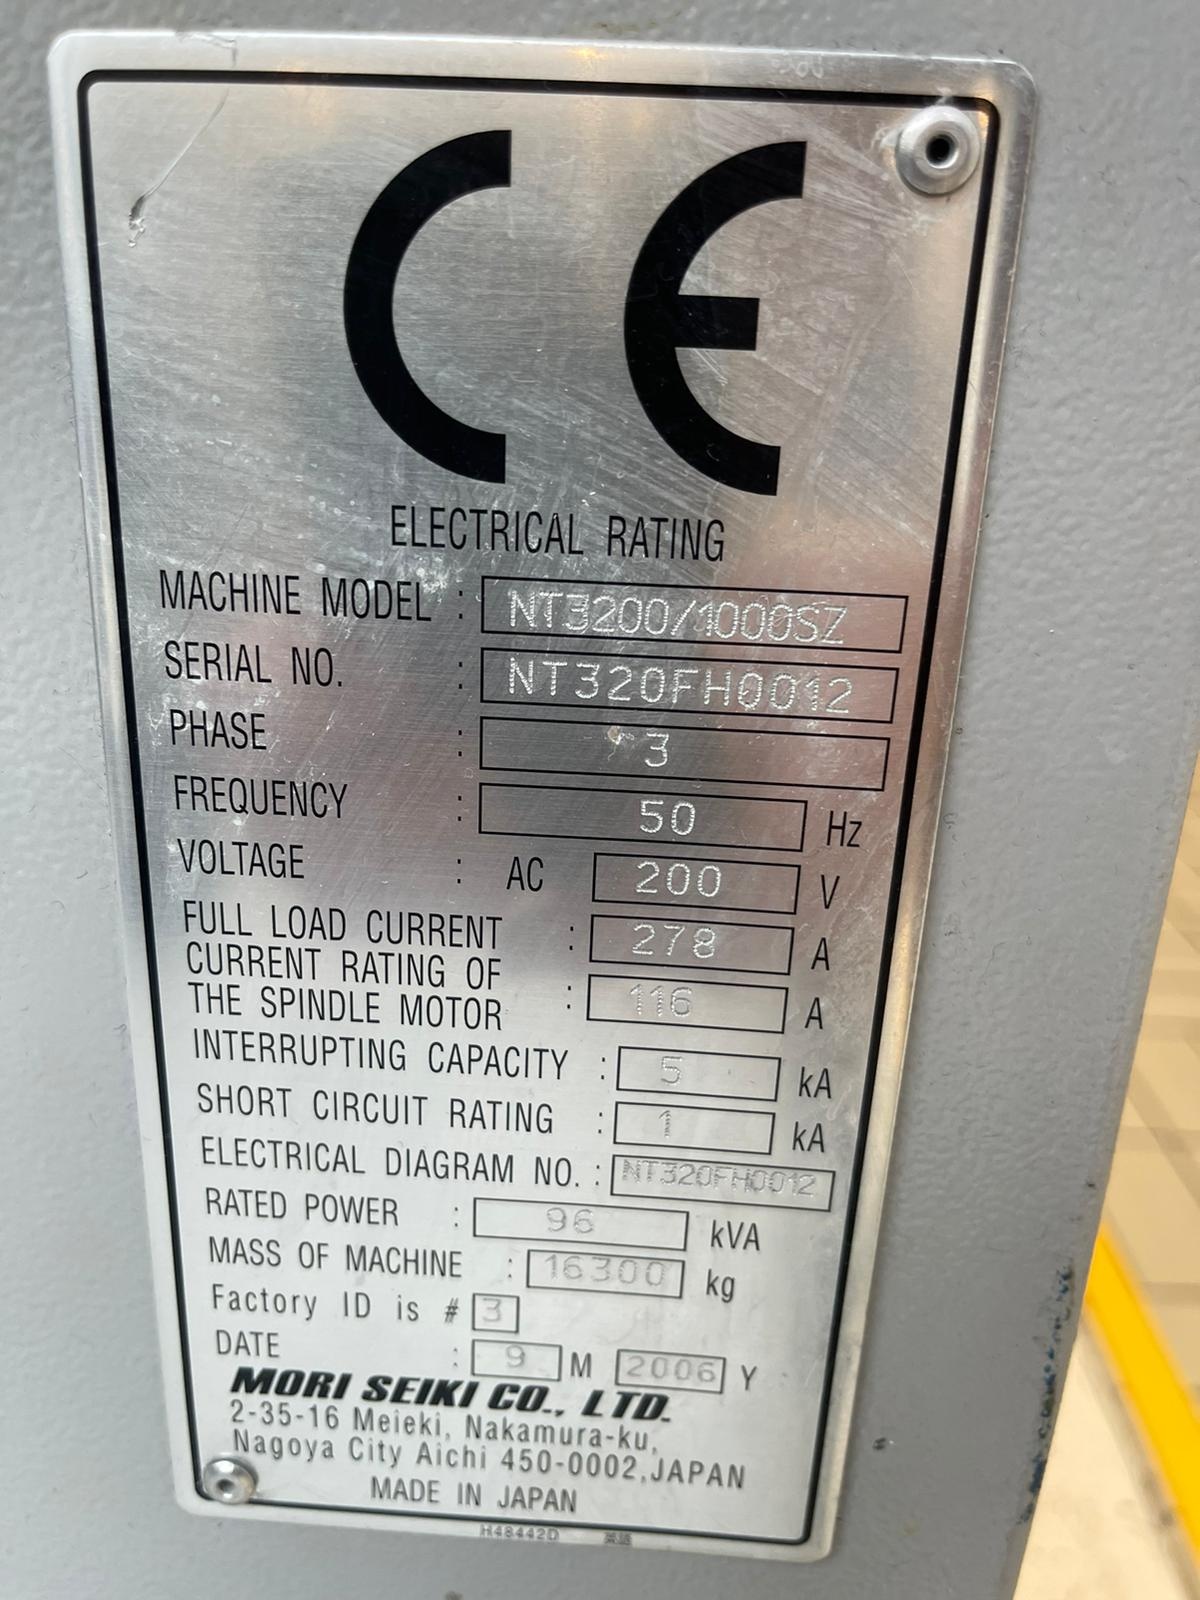 CE
ELECTRICAL RATING
MACHINE MODEL : NT3200/1000SZ
SERIAL NO. : NT320FH0012
PHASE : 3
FREQUENCY : 50 Hz
VOLTAGE : AC 200 V
FULL LOAD CURRENT : 278 A
CURRENT RATING OF
THE SPINDLE MOTOR : 116 A
INTERRUPTING CAPACITY : 5 kA
SHORT CIRCUIT RATING : 1 kA
ELECTRICAL DIAGRAM NO. : NT320FH0012
RATED POWER : 96 kVA
MASS OF MACHINE : 16300 kg
Factory ID is # 3
DATE : 9 M 2006 Y
MORI SEIKI CO., LTD.
2-35-16 Meieki, Nakamura-ku,
Nagoya City Aichi 450-0002, JAPAN
MADE IN JAPAN
H48442D